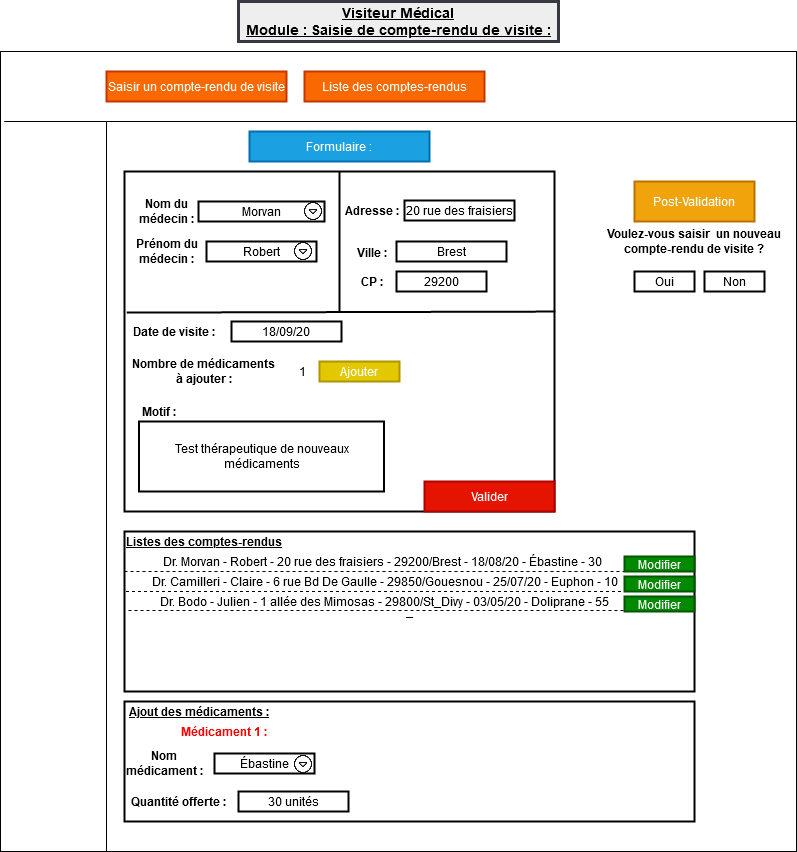 Visiteur Médical
Module : Saisie de compte-rendu de visite :
Saisir un compte-rendu de visite
Liste des comptes-rendus
Formulaire :
Nom du
médecin :
Morvan
Prénom du
médecin :
Robert
Adresse :
20 rue des fraisiers
Ville :
Brest
CP :
29200
Post-Validation
Voulez-vous saisir un nouveau
compte-rendu de visite ?
Oui
Non
Date de visite :
18/09/20
Nombre de médicaments
à ajouter :
1
Ajouter
Motif :
Test thérapeutique de nouveaux
médicaments
Valider
Listes des comptes-rendus
Dr. Morvan - Robert - 20 rue des fraisiers - 29200/Brest - 18/08/20 - Ébastine - 30
Modifier
Dr. Camilleri - Claire - 6 rue Bd De Gaulle - 29850/Gouesnou - 25/07/20 - Euphon - 10
Modifier
Dr. Bodo - Julien - 1 allée des Mimosas - 29800/St_Divy - 03/05/20 - Doliprane - 55
Modifier
_
Ajout des médicaments :
Médicament 1 :
Nom
médicament :
Ébastine
Quantité offerte :
30 unités